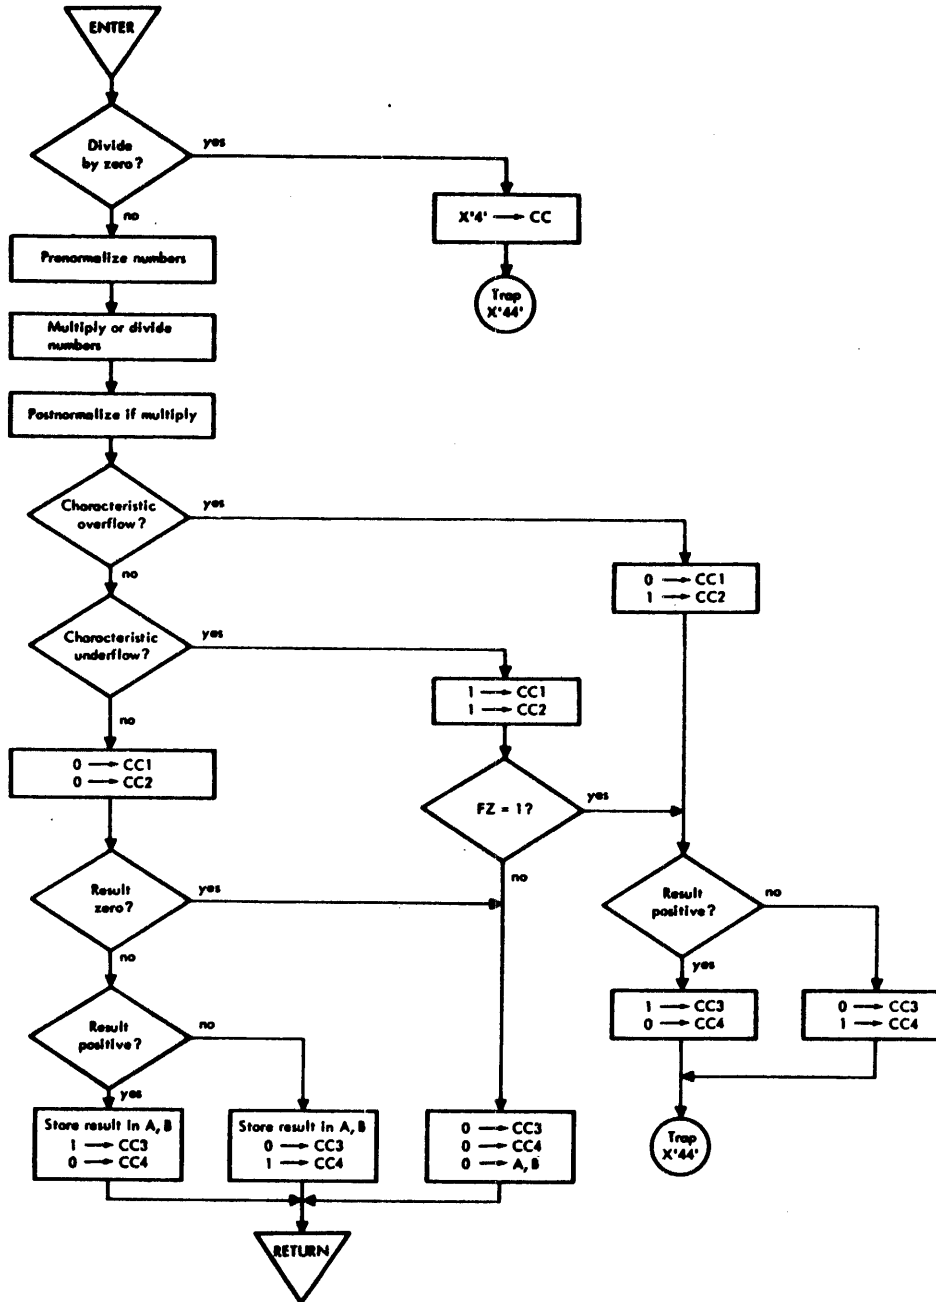 ENTER
Divide
by zero?
yes
no
X'4' → CC
Trap
X'44'
Prenormalize numbers
Multiply or divide
numbers
Postnormalize if multiply
Characteristic
overflow?
yes
no
0 → CC1
1 → CC2
Characteristic
underflow?
yes
no
1 → CC1
1 → CC2
0 → CC1
0 → CC2
FZ = 1?
yes
no
Result
zero?
yes
no
Result
positive?
no
yes
1 → CC3
0 → CC4
0 → CC3
1 → CC4
Trap
X'44'
Result
positive?
no
yes
Store result in A, B
1 → CC3
0 → CC4
Store result in A, B
0 → CC3
1 → CC4
0 → CC3
0 → CC4
0 → A, B
RETURN